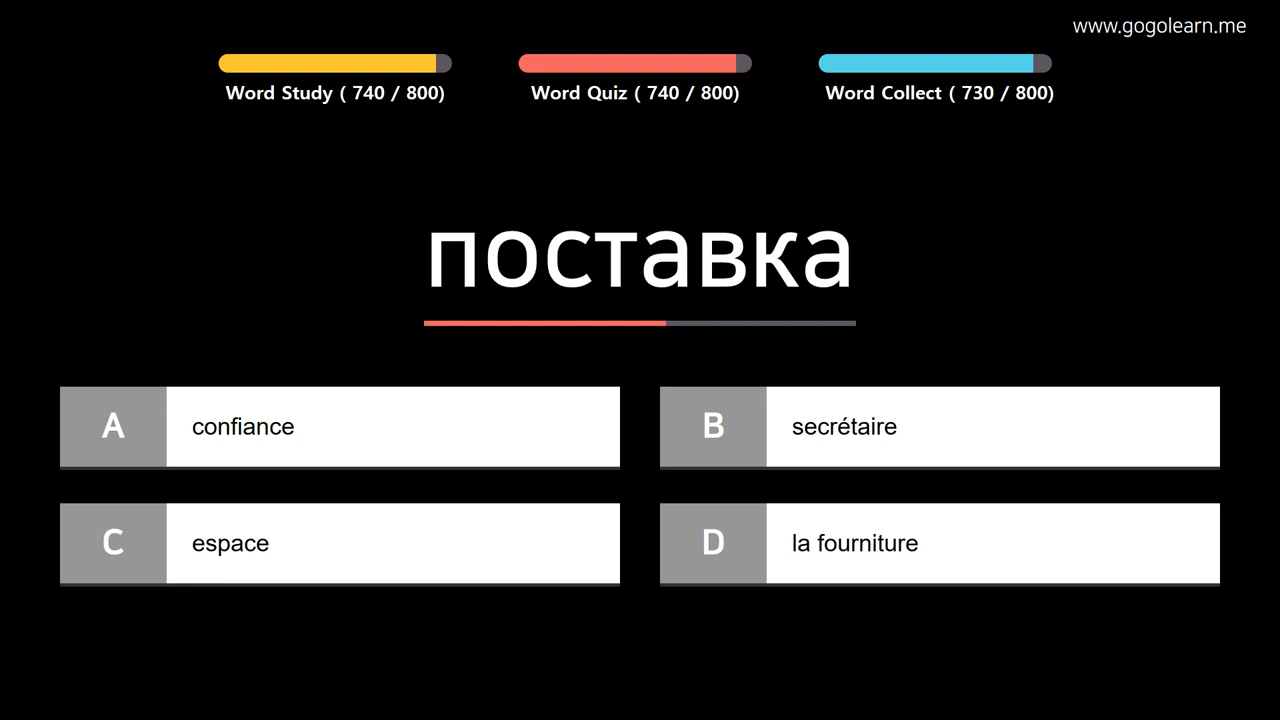 www.gogolearn.me
Word Study ( 740 / 800)
Word Quiz ( 740 / 800)
Word Collect ( 730 / 800)
поставка
A confiance
B secrétaire
C espace
D la fourniture